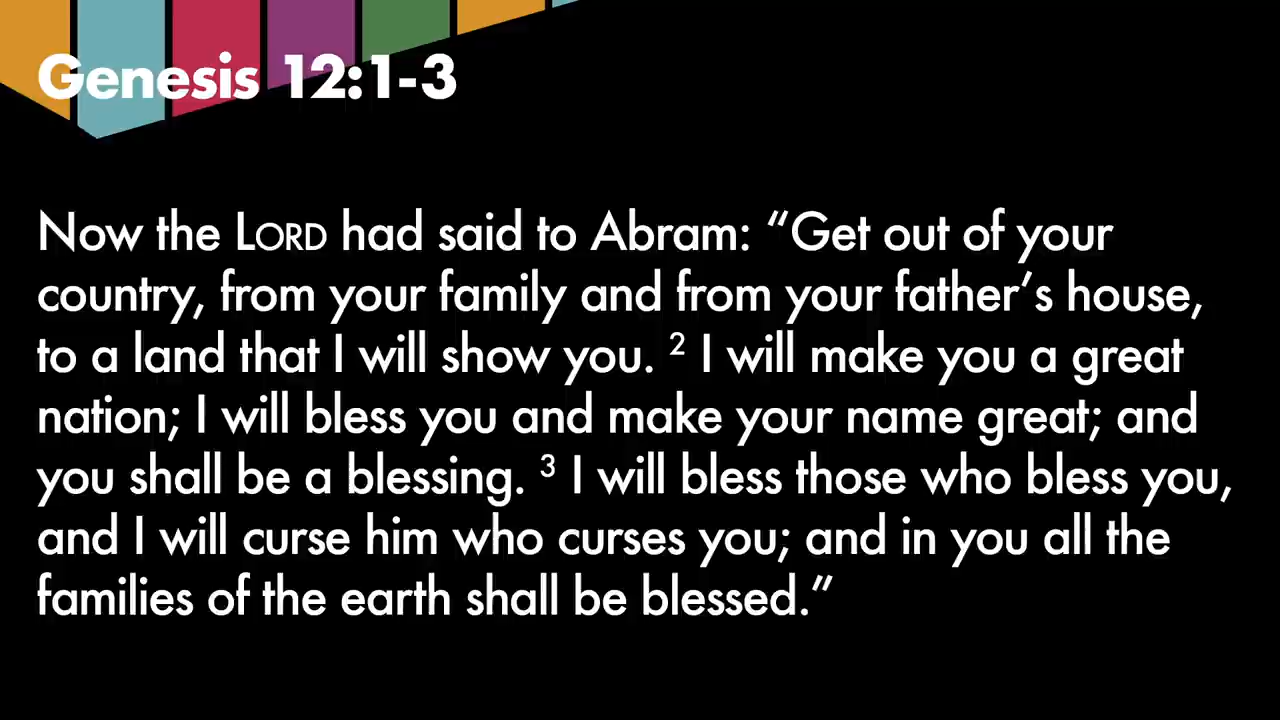 Genesis 12:1-3
Now the LORD had said to Abram: “Get out of your
country, from your family and from your father’s house,
to a land that I will show you. ² I will make you a great
nation; I will bless you and make your name great; and
you shall be a blessing. ³ I will bless those who bless you,
and I will curse him who curses you; and in you all the
families of the earth shall be blessed.”